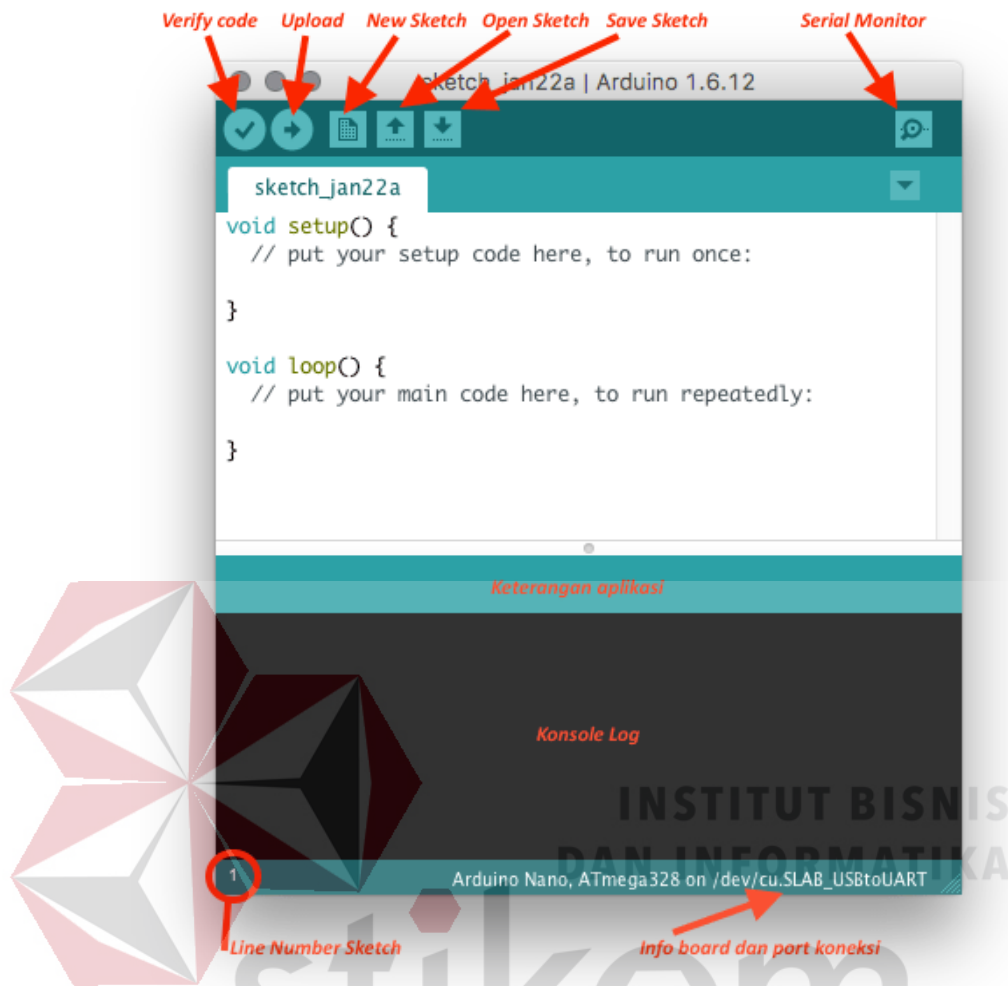 Verify code Upload New Sketch Open Sketch Save Sketch Serial Monitor
sketch_jan22a | Arduino 1.6.12
sketch_jan22a
void setup() {
  // put your setup code here, to run once:
}
void loop() {
  // put your main code here, to run repeatedly:
}
Keterangan aplikasi
Konsole Log
INSTITUT BISNIS
DAN INFORMATIKA
1
Arduino Nano, ATmega328 on /dev/cu.SLAB_USBtoUART
Line Number Sketch
Info board dan port koneksi
stikom